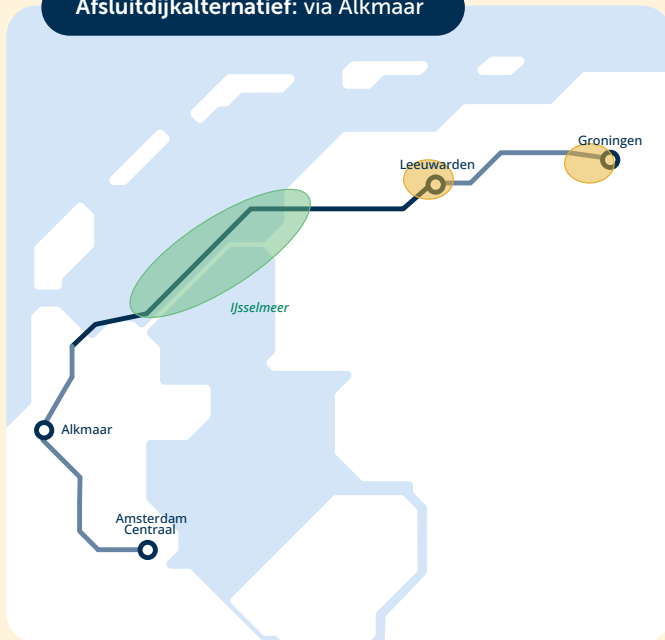 Afsluitdijkalternatief: via Alkmaar
Groningen
Leeuwarden
IJsselmeer
Alkmaar
Amsterdam
Centraal